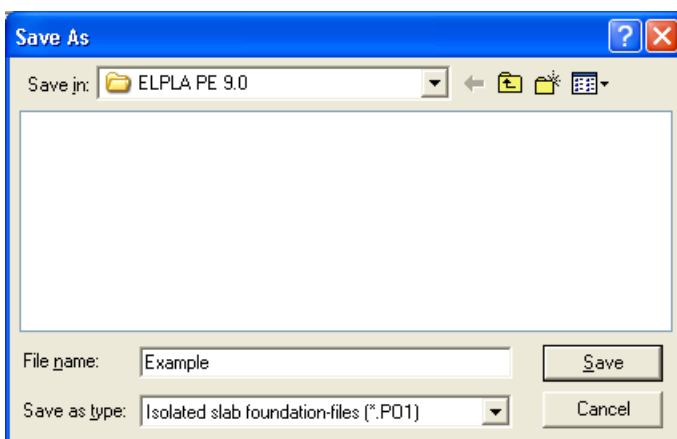 Save As
Save in: ELPLA PE 9.0
File name: Example Save
Save as type: Isolated slab foundation-files (*.PO1) Cancel